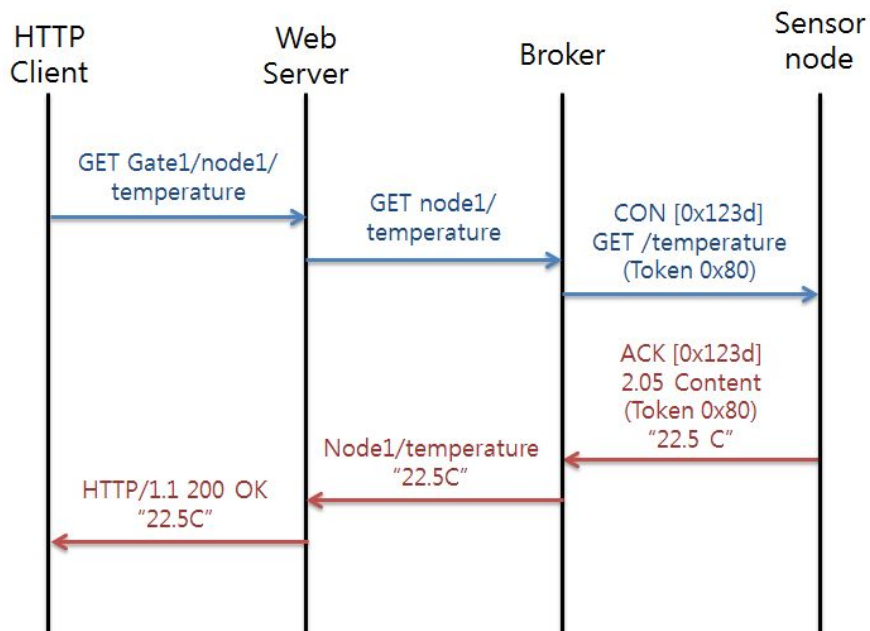 HTTP
Client
Web
Server
Broker
Sensor
node
GET Gate1/node1/
temperature
GET node1/
temperature
CON [0x123d]
GET /temperature
(Token 0x80)
ACK [0x123d]
2.05 Content
(Token 0x80)
“22.5 C”
Node1/temperature
“22.5C”
HTTP/1.1 200 OK
“22.5C”